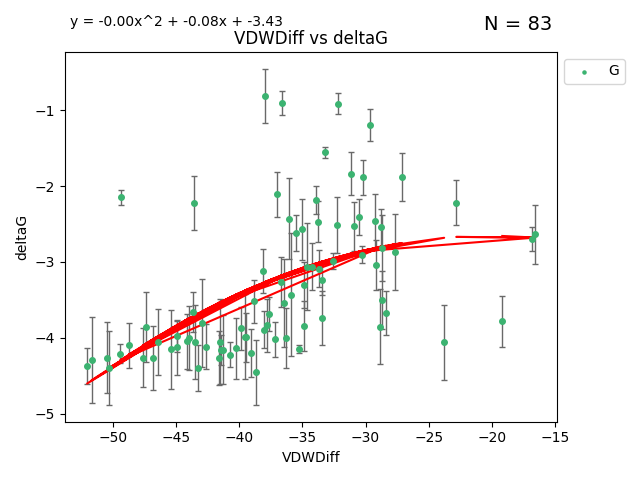 y = -0.00x^2 + -0.08x + -3.43
N = 83
VDWDiff vs deltaG
G
−1
−2
−3
−4
−5
deltaG
−50 −45 −40 −35 −30 −25 −20 −15
VDWDiff